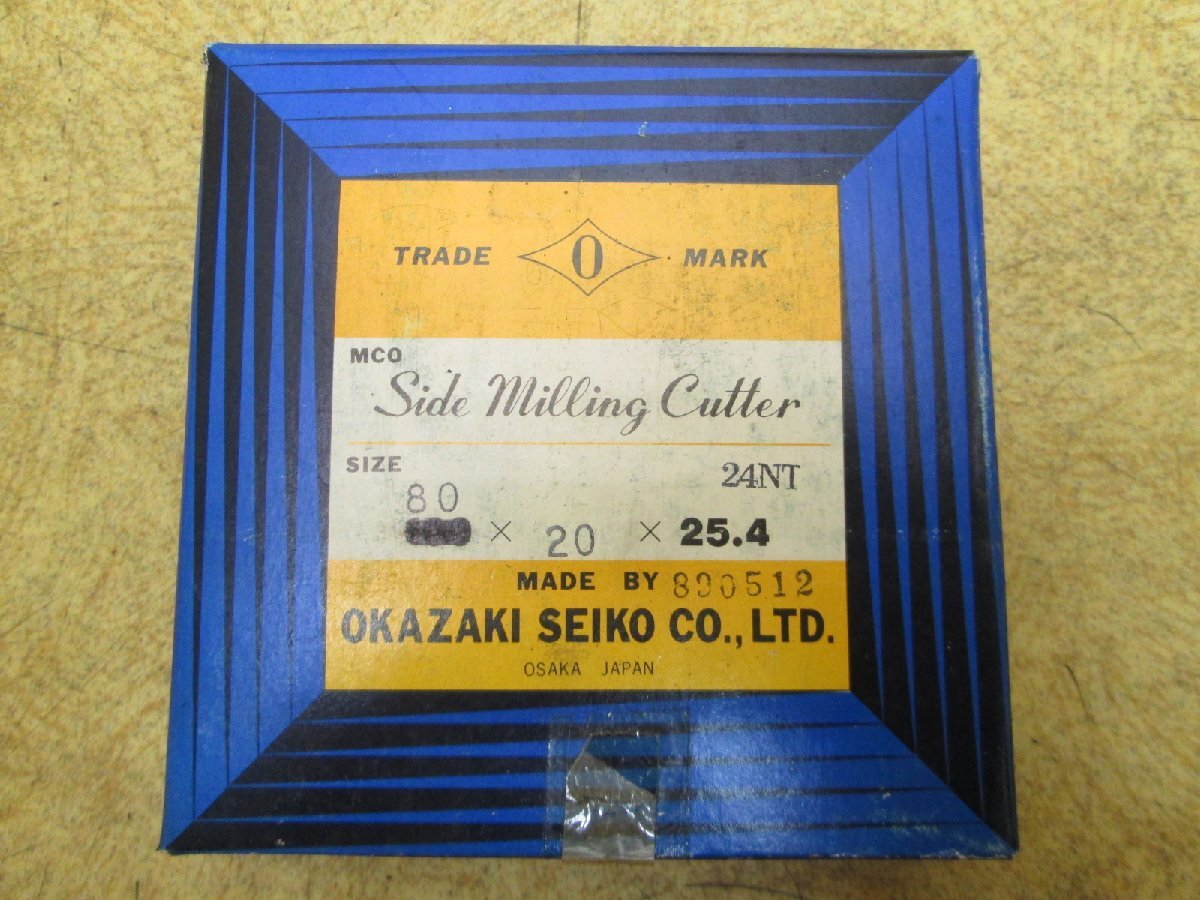 TRADE O MARK
MCO
Side Milling Cutter
SIZE 24NT
80
× 20 × 25.4
MADE BY 890512
OKAZAKI SEIKO CO., LTD.
OSAKA JAPAN